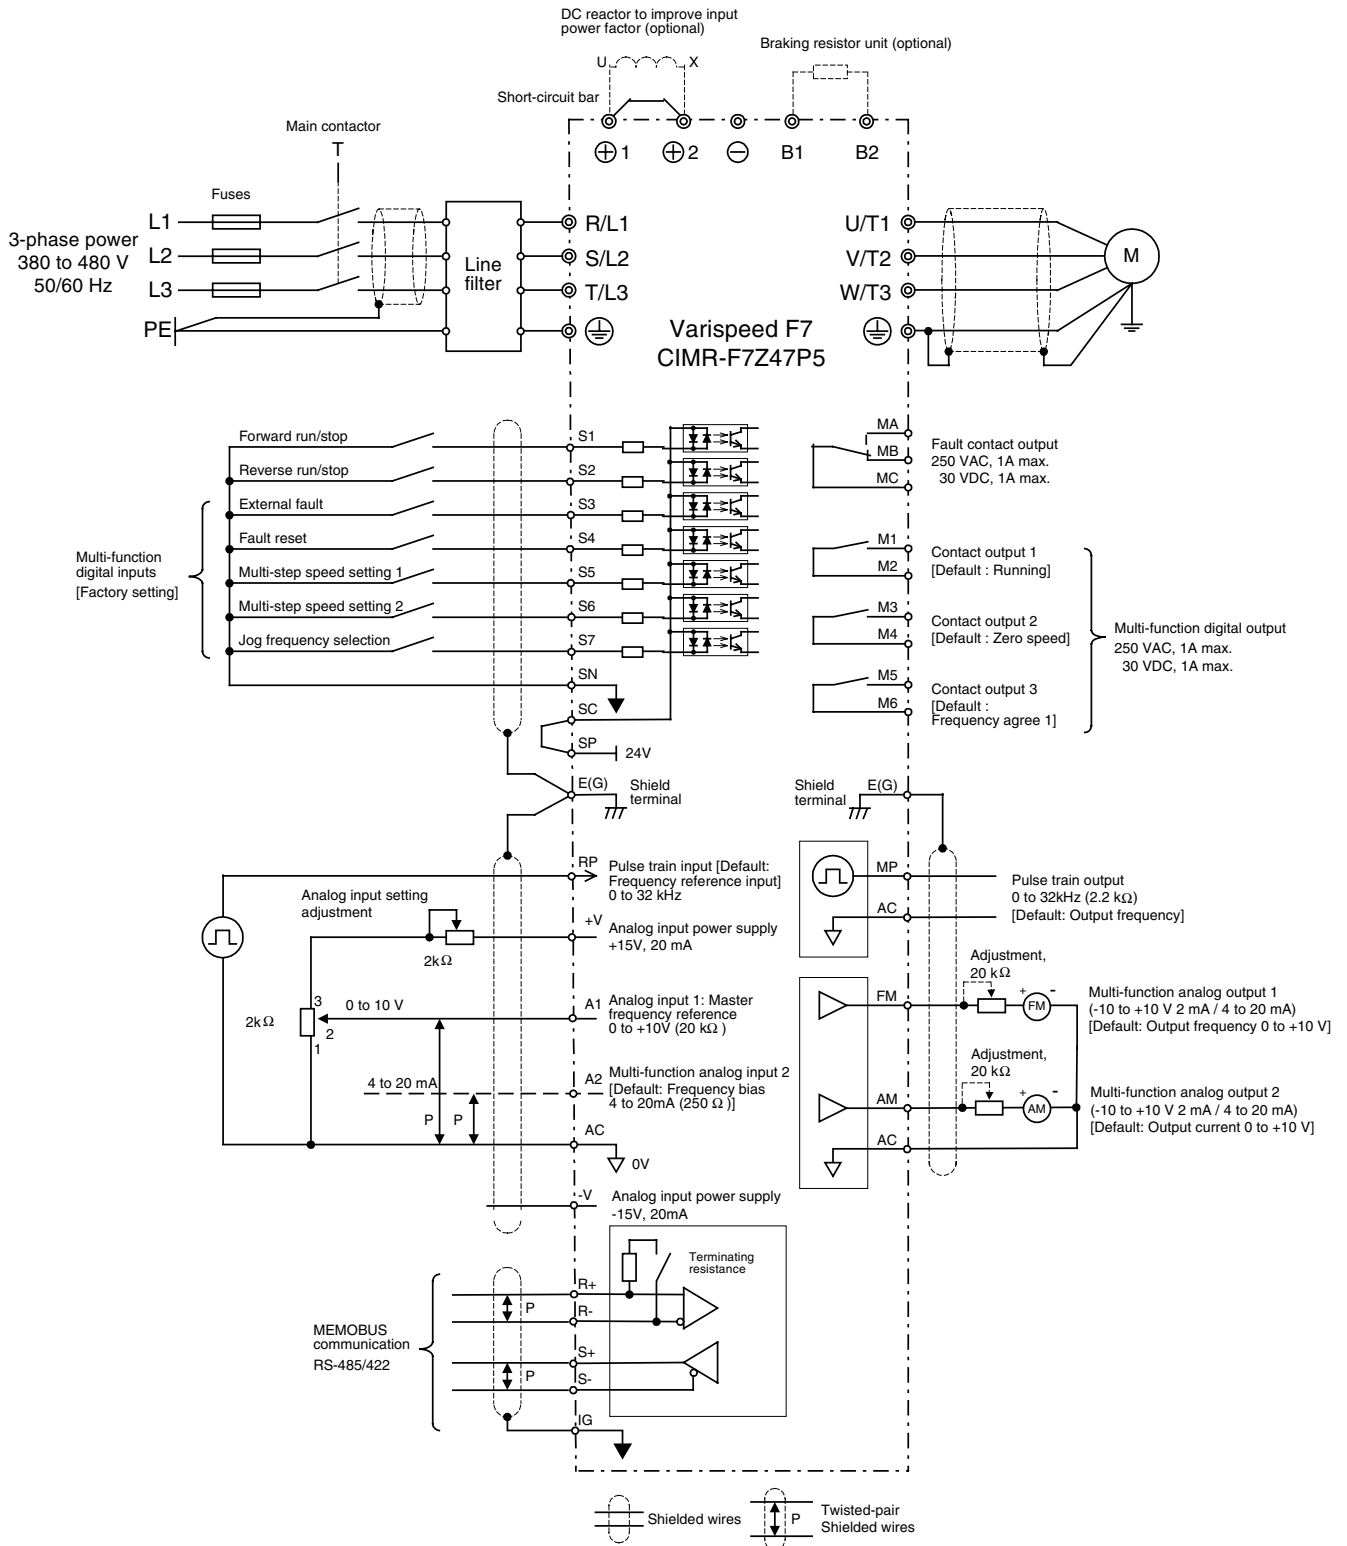 DC reactor to improve input
power factor (optional)
Braking resistor unit (optional)
U
X
Short-circuit bar
Main contactor
1
2
B1
B2
Fuses
3-phase power
380 to 480 V
50/60 Hz
L1
L2
L3
PE
Line
filter
R/L1
S/L2
T/L3
U/T1
V/T2
W/T3
M
Varispeed F7
CIMR-F7Z47P5
Forward run/stop
S1
Reverse run/stop
S2
External fault
S3
Fault reset
S4
Multi-step speed setting 1
S5
Multi-step speed setting 2
S6
Jog frequency selection
S7
Multi-function
digital inputs
[Factory setting]
SN
SC
SP
24V
E(G)
Shield
terminal
MA
MB
MC
Fault contact output
250 VAC, 1A max.
30 VDC, 1A max.
M1
M2
Contact output 1
[Default : Running]
M3
M4
Contact output 2
[Default : Zero speed]
M5
M6
Contact output 3
[Default :
Frequency agree 1]
Multi-function digital output
250 VAC, 1A max.
30 VDC, 1A max.
Shield
terminal
E(G)
RP
Pulse train input [Default:
Frequency reference input]
0 to 32 kHz
Analog input setting
adjustment
2kΩ
+V
Analog input power supply
+15V, 20 mA
2kΩ
3
2
1
0 to 10 V
A1
Analog input 1: Master
frequency reference
0 to +10V (20 kΩ )
4 to 20 mA
P
P
A2
Multi-function analog input 2
[Default: Frequency bias
4 to 20mA (250 Ω )]
AC
0V
-V
Analog input power supply
-15V, 20mA
MP
AC
Pulse train output
0 to 32kHz (2.2 kΩ)
[Default: Output frequency]
Adjustment,
20 kΩ
FM
+
-
FM
Multi-function analog output 1
(-10 to +10 V 2 mA / 4 to 20 mA)
[Default: Output frequency 0 to +10 V]
Adjustment,
20 kΩ
AM
+
-
AM
Multi-function analog output 2
(-10 to +10 V 2 mA / 4 to 20 mA)
[Default: Output current 0 to +10 V]
AC
Terminating
resistance
MEMOBUS
communication
RS-485/422
P
R+
R-
P
S+
S-
IG
Shielded wires
P
Twisted-pair
Shielded wires